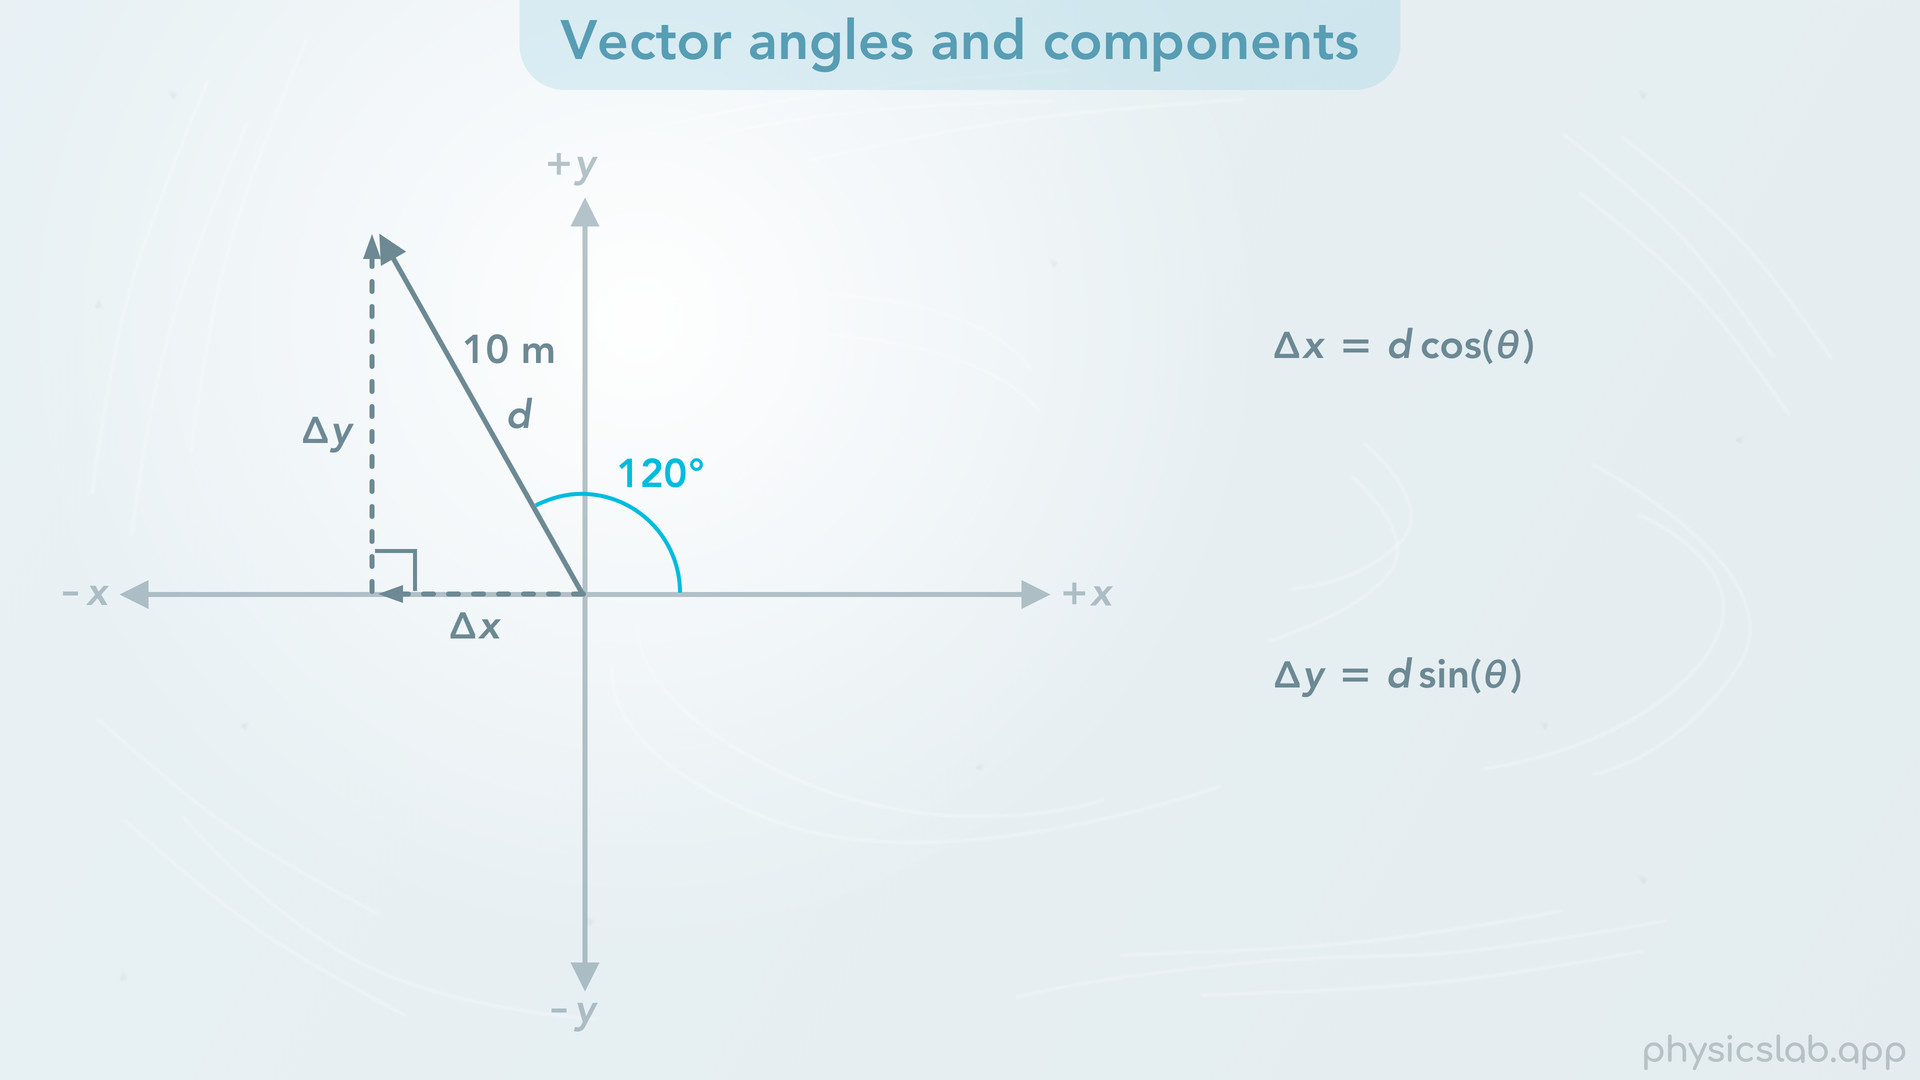 Vector angles and components
+y
10 m
d
Δy
120°
Δx
-x
+x
-y
Δx = d cos(θ)
Δy = d sin(θ)
physicslab.app